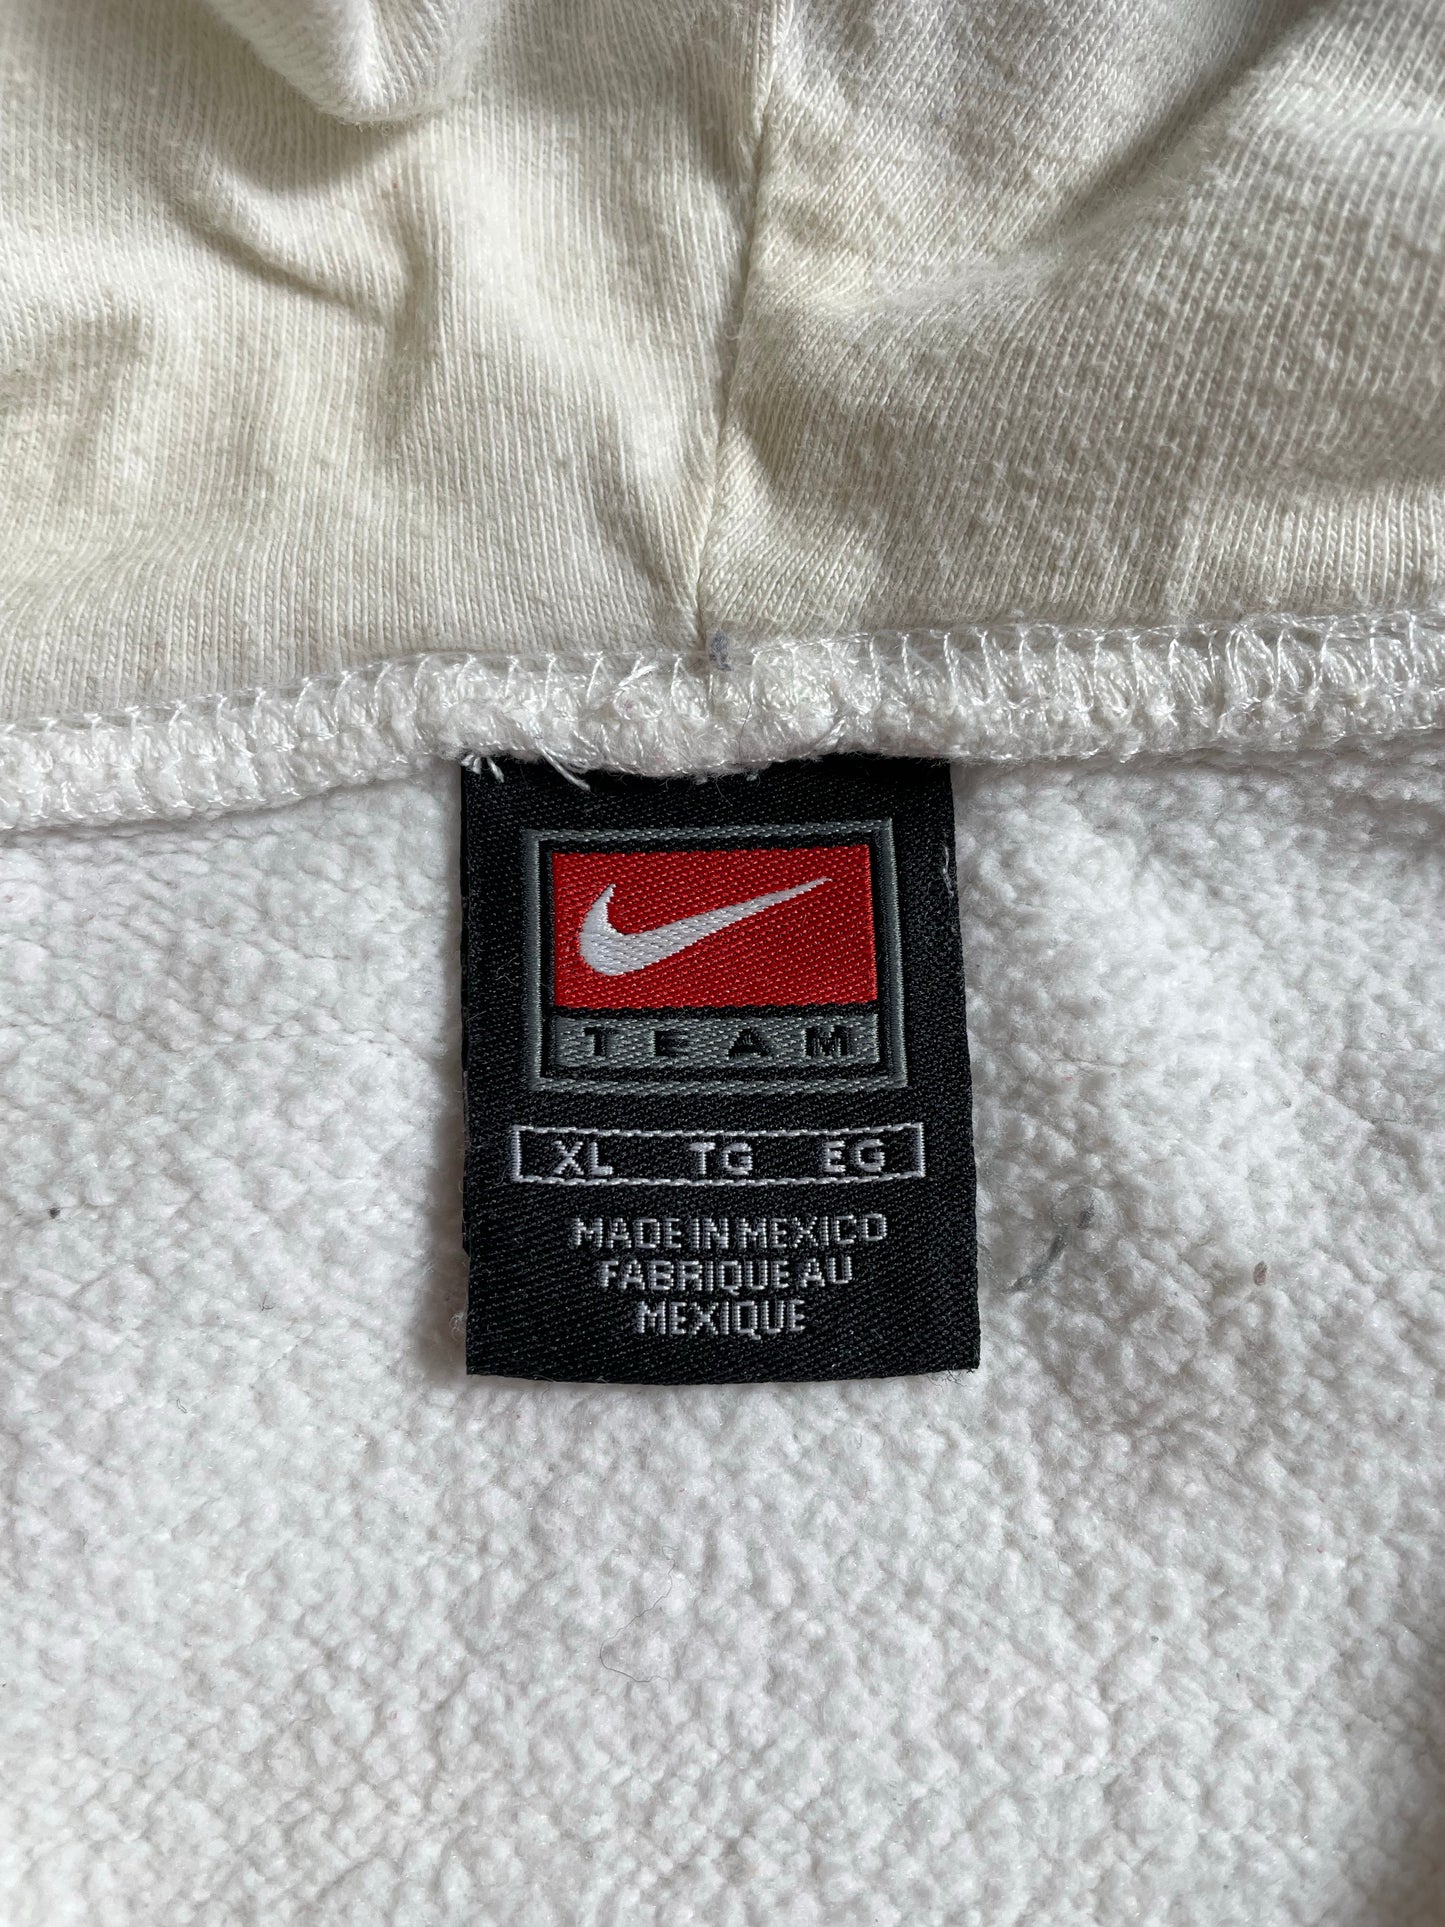 TEAM
XL TG EG
MADE IN MEXICO
FABRIQUE AU
MEXIQUE